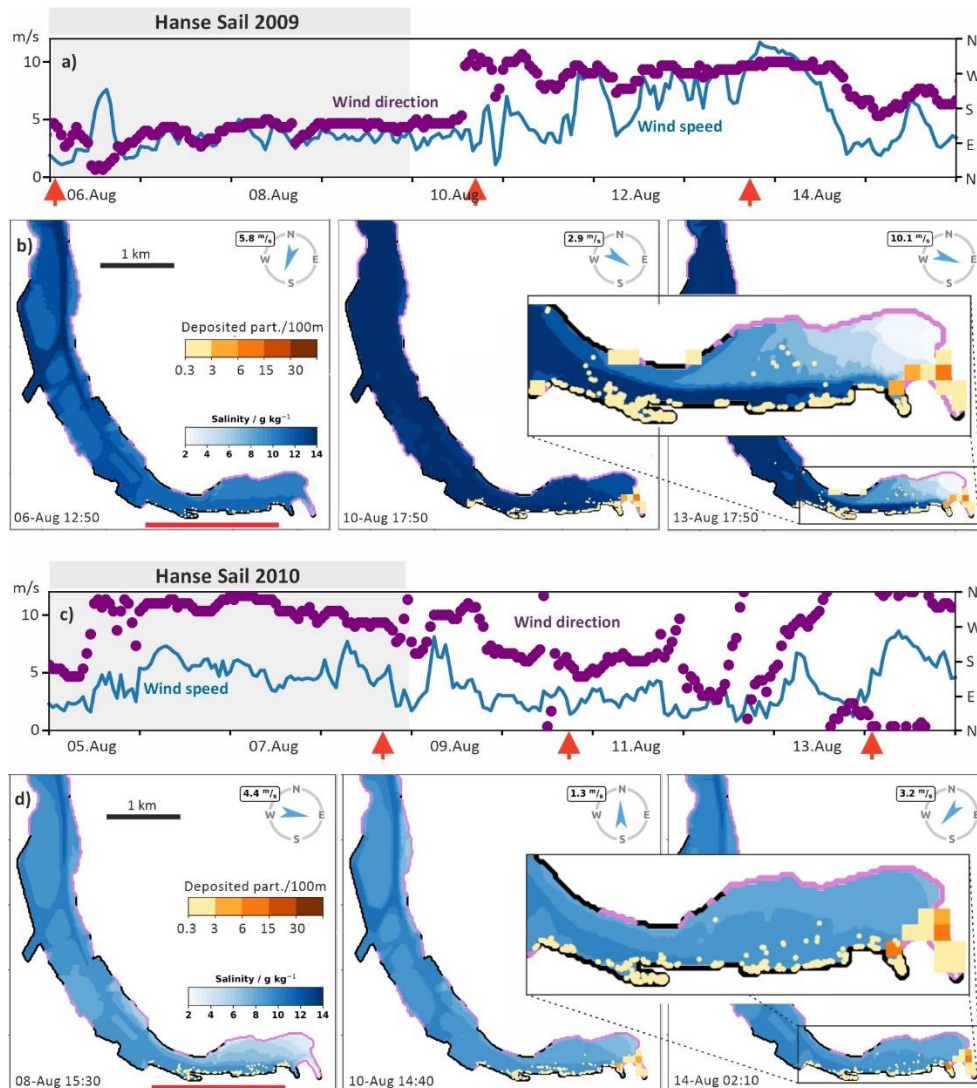 Hanse Sail 2009
m/s
a)
10
5
0
Wind direction
Wind speed
N
W
S
E
N
06.Aug 08.Aug 10.Aug 12.Aug 14.Aug
b)
5.8 m/s
N
W E
S
1 km
Deposited part./100m
0.3 3 6 15 30
Salinity / g kg⁻¹
2 4 6 8 10 12 14
06-Aug 12:50
2.9 m/s
N
W E
S
10-Aug 17:50
10.1 m/s
N
W E
S
13-Aug 17:50
Hanse Sail 2010
m/s
c)
10
5
0
Wind direction
Wind speed
N
W
S
E
N
05.Aug 07.Aug 09.Aug 11.Aug 13.Aug
d)
4.4 m/s
N
W E
S
1 km
Deposited part./100m
0.3 3 6 15 30
Salinity / g kg⁻¹
2 4 6 8 10 12 14
08-Aug 15:30
1.3 m/s
N
W E
S
10-Aug 14:40
3.2 m/s
N
W E
S
14-Aug 02:10